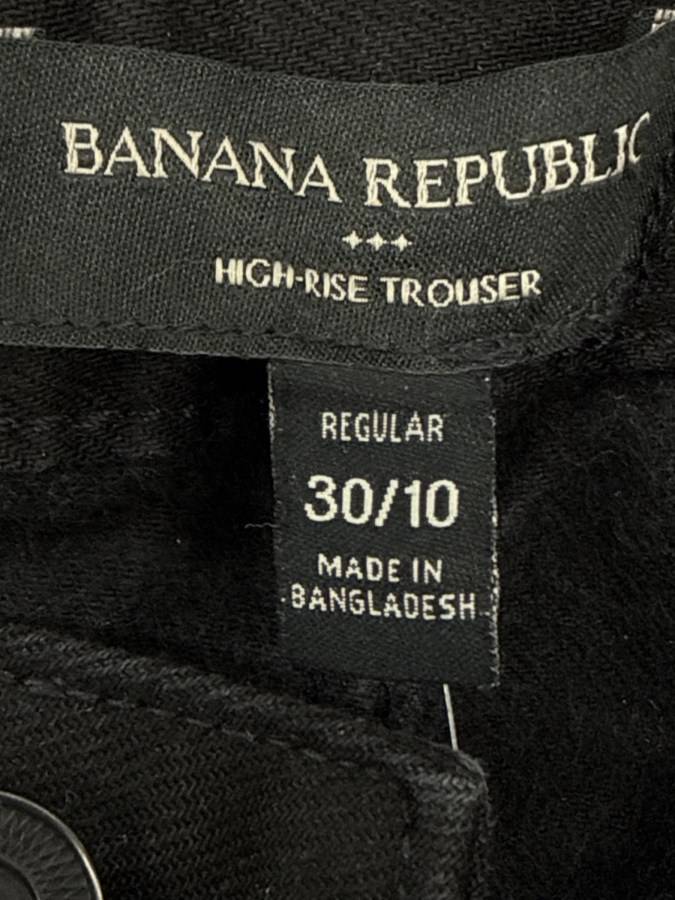 BANANA REPUBLIC
HIGH-RISE TROUSER
REGULAR
30/10
MADE IN
BANGLADESH